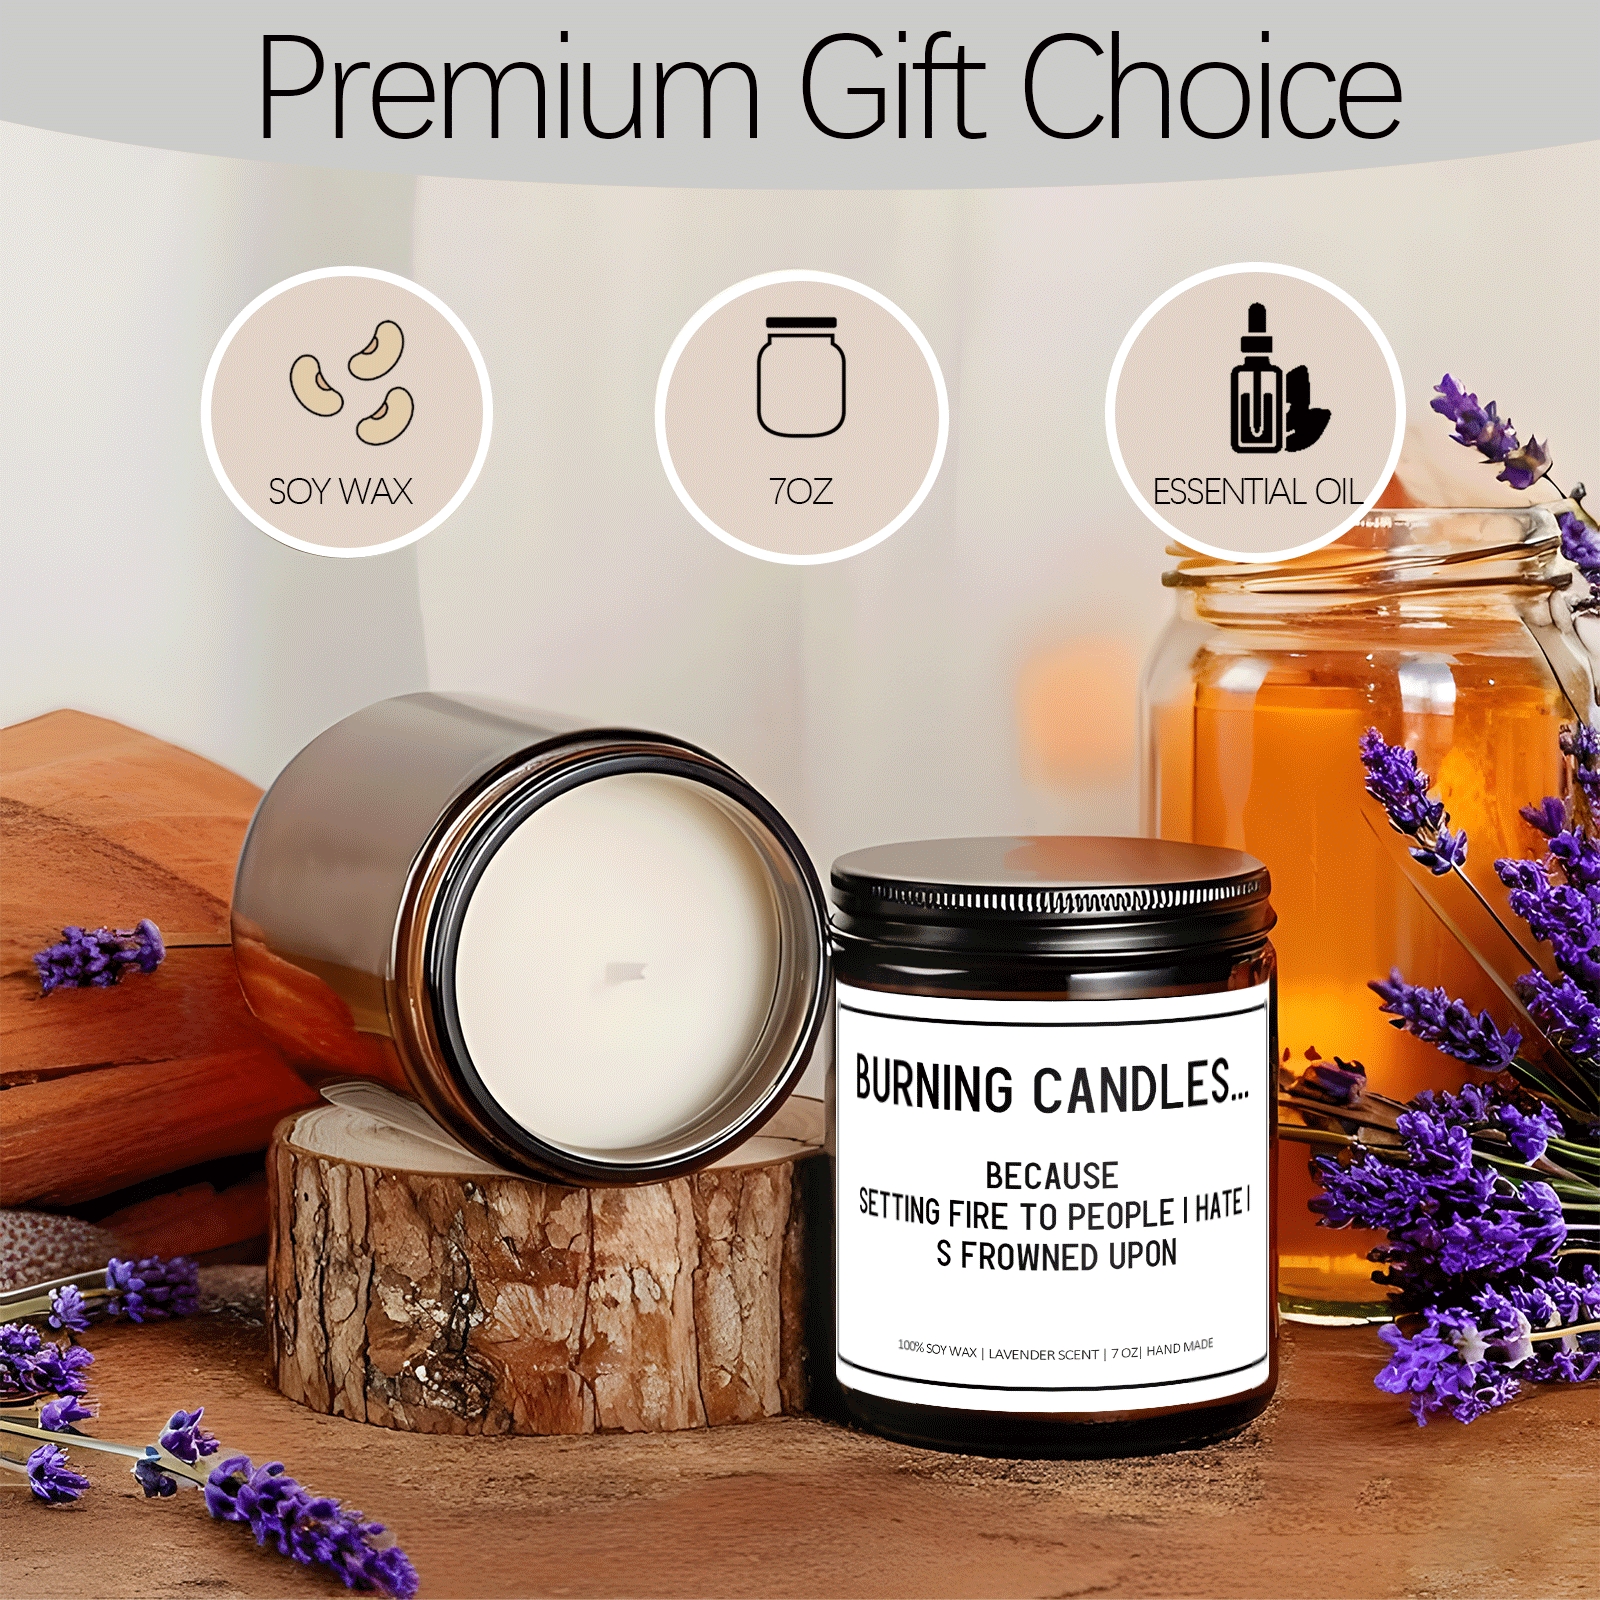 Premium Gift Choice
SOY WAX
7OZ
ESSENTIAL OIL
BURNING CANDLES...
BECAUSE
SETTING FIRE TO PEOPLE I HATE I
S FROWNED UPON
100% SOY WAX | LAVENDER SCENT | 7 OZ| HAND MADE